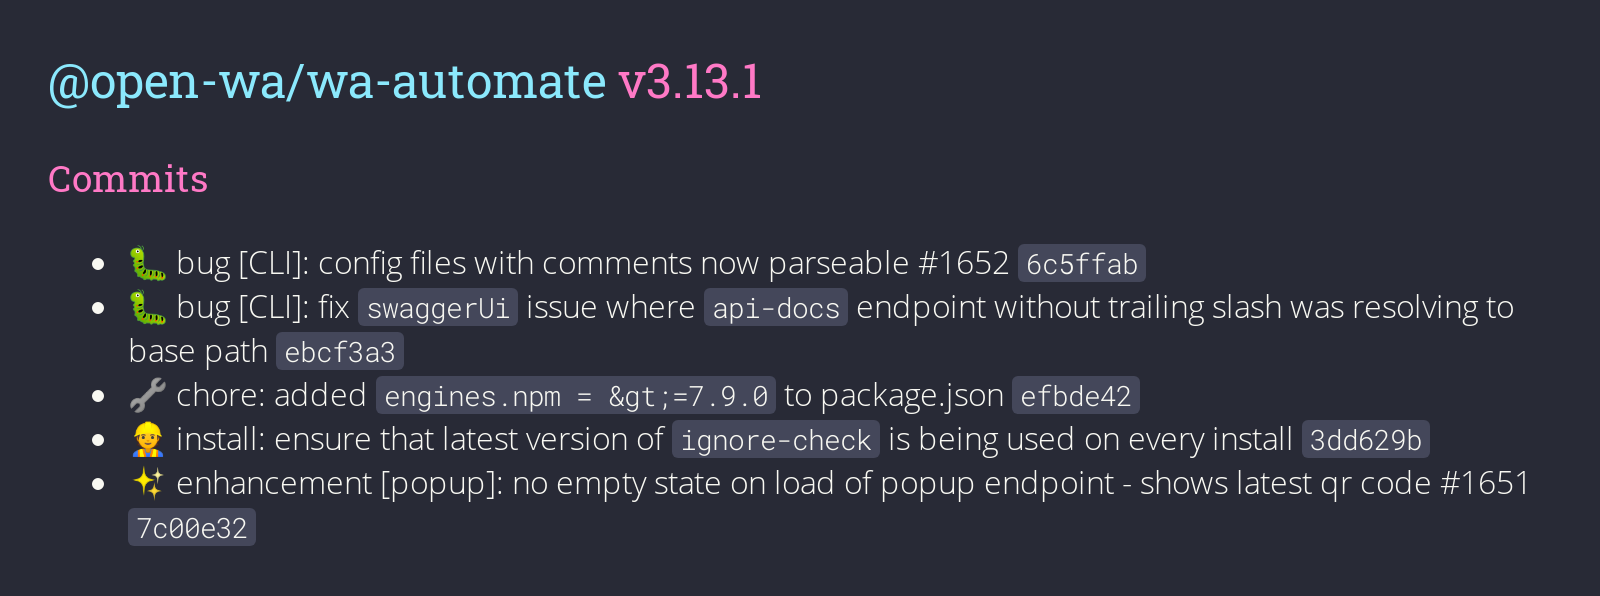 @open-wa/wa-automate v3.13.1
Commits
• 🐛 bug [CLI]: config files with comments now parseable #1652 6c5ffab
• 🐛 bug [CLI]: fix swaggerUi issue where api-docs endpoint without trailing slash was resolving to
base path ebcf3a3
• 🔧 chore: added engines.npm = &gt;=7.9.0 to package.json efbde42
• 👷 install: ensure that latest version of ignore-check is being used on every install 3dd629b
• ✨ enhancement [popup]: no empty state on load of popup endpoint - shows latest qr code #1651
7c00e32